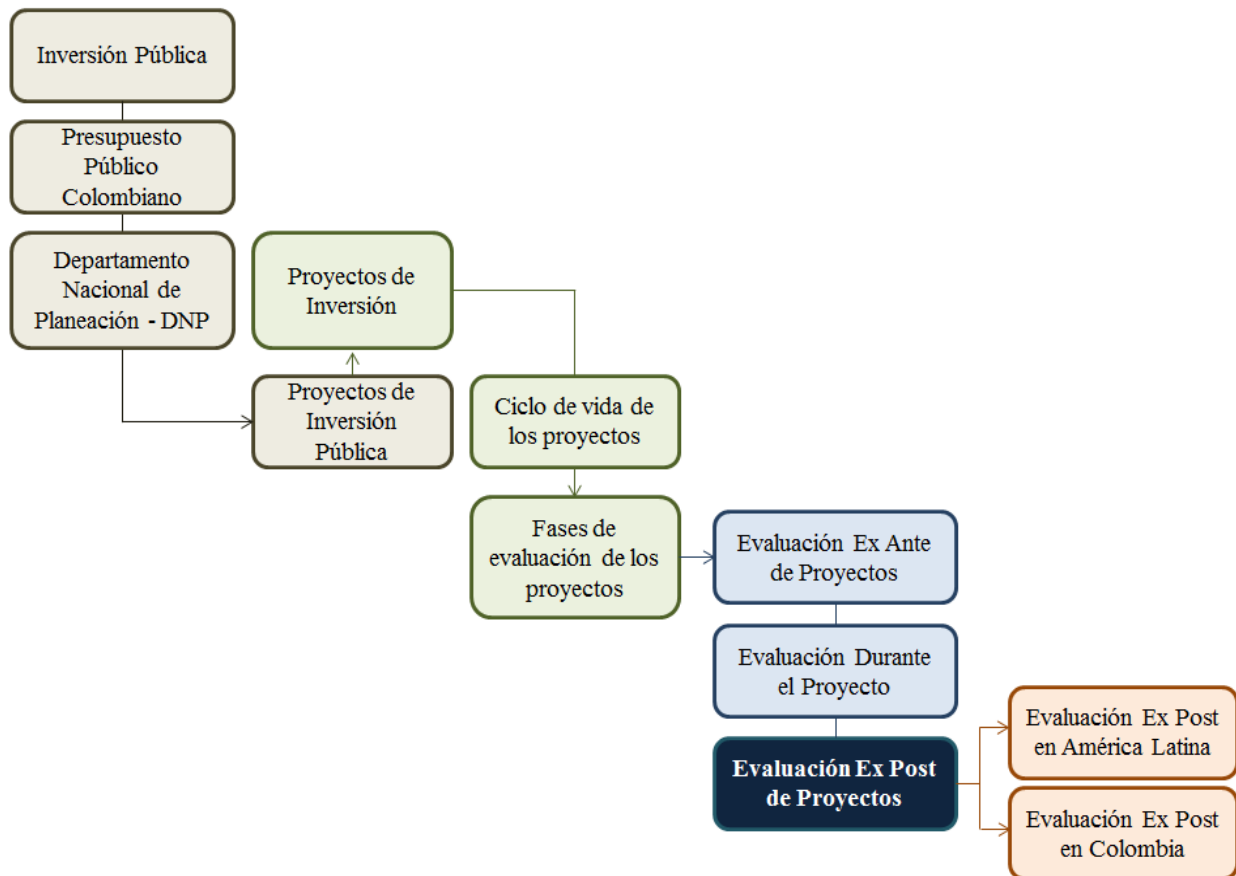 Inversión Pública
Presupuesto
Público
Colombiano
Departamento
Nacional de
Planeación - DNP
Proyectos de
Inversión
Proyectos de
Inversión
Pública
Ciclo de vida de
los proyectos
Fases de
evaluación de los
proyectos
Evaluación Ex Ante
de Proyectos
Evaluación Durante
el Proyecto
Evaluación Ex Post
de Proyectos
Evaluación Ex Post
en América Latina
Evaluación Ex Post
en Colombia